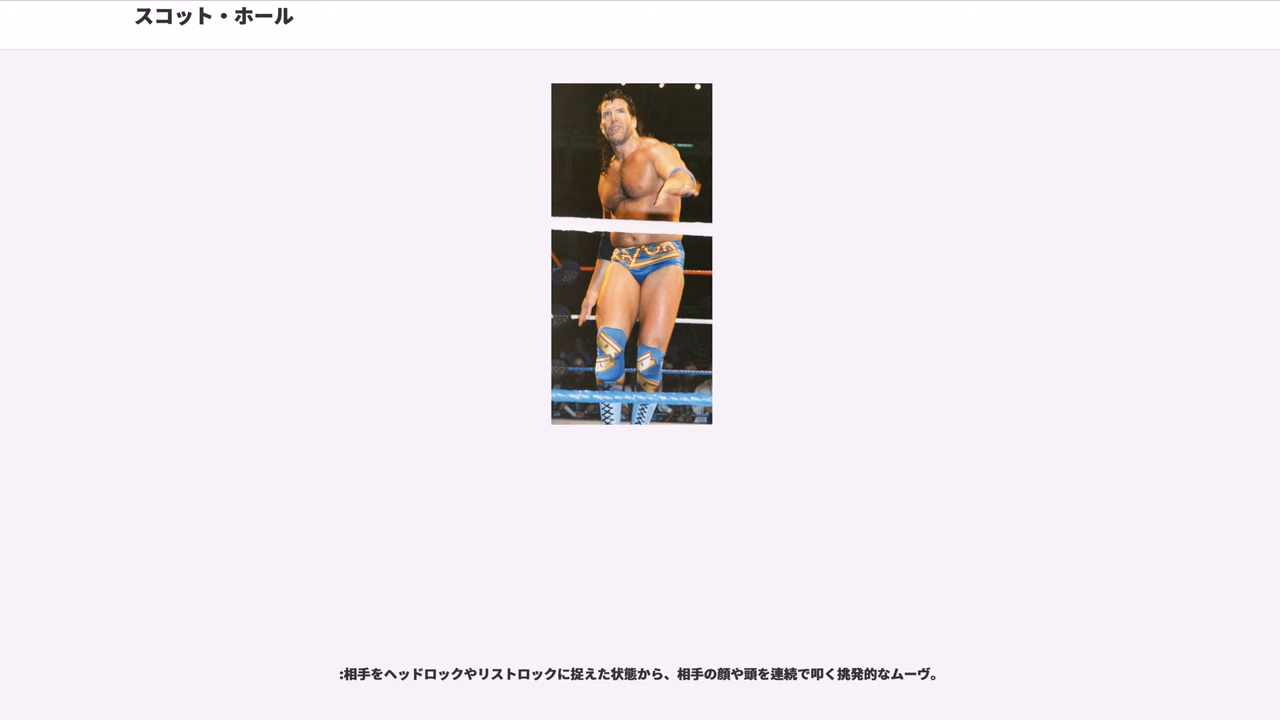 スコット・ホール
:相手をヘッドロックやリストロックに捉えた状態から、相手の顔や頭を連続で叩く挑発的なムーヴ。